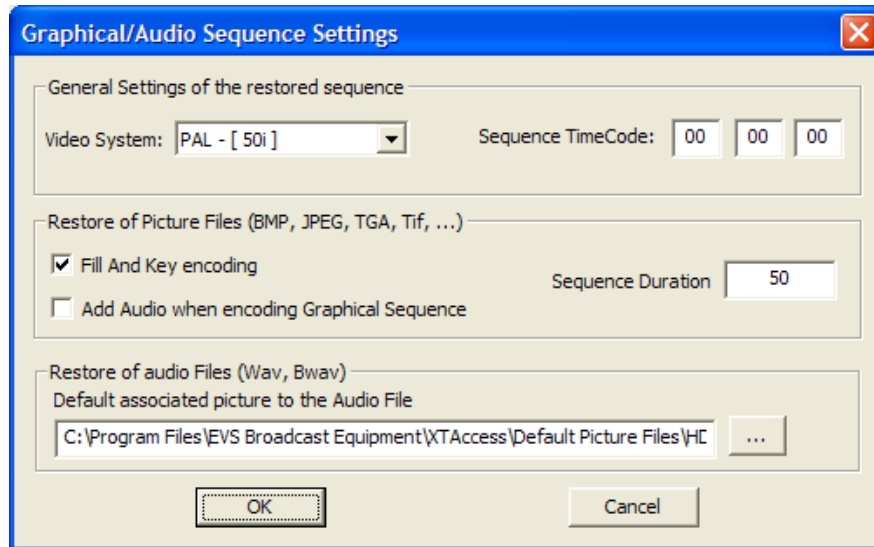 Graphical/Audio Sequence Settings
General Settings of the restored sequence
Video System: PAL - [ 50i ] Sequence TimeCode: 00 00 00
Restore of Picture Files (BMP, JPEG, TGA, Tif, ...)
Fill And Key encoding
Sequence Duration 50
Add Audio when encoding Graphical Sequence
Restore of audio Files (Wav, Bwav)
Default associated picture to the Audio File
C:\Program Files\EVS Broadcast Equipment\XTAccess\Default Picture Files\HD ...
OK Cancel